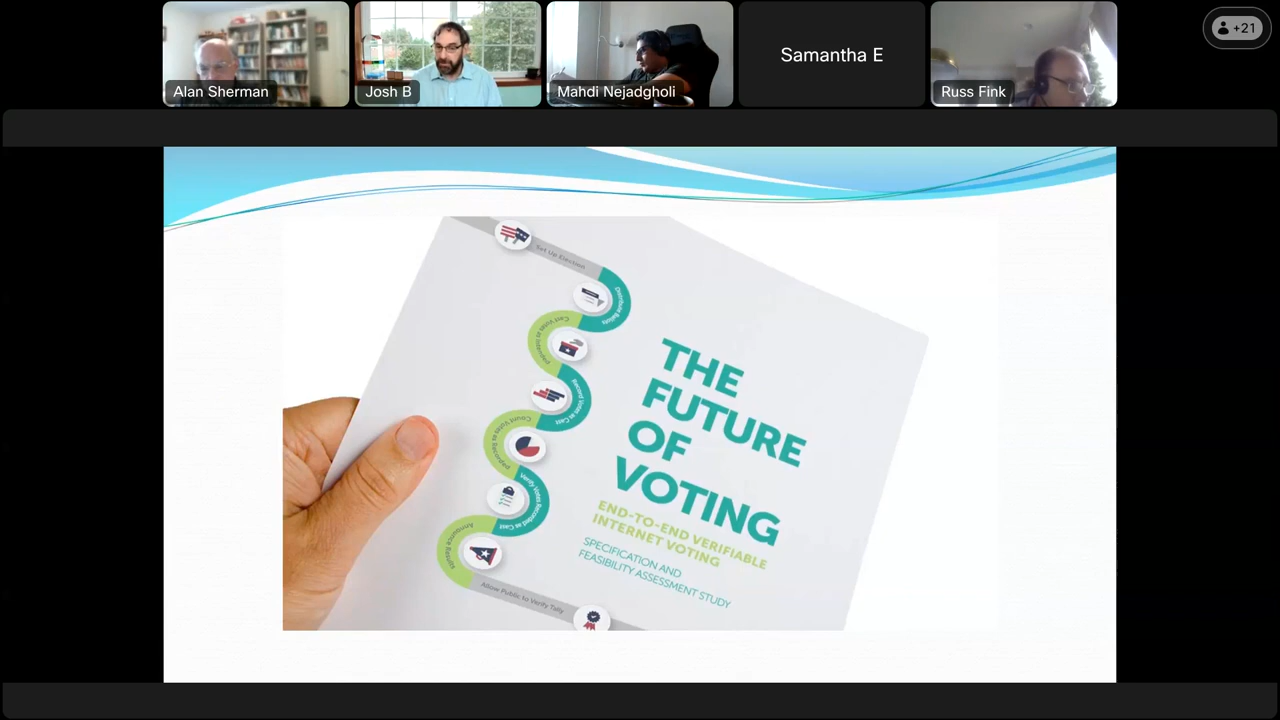 Alan Sherman
Josh B
Mahdi Nejadgholi
Samantha E
Russ Fink
+21
Set Up Election
Distribute Ballots
Cast Votes as Intended
Record Votes as Cast
Count Votes as Recorded
Verify Votes Recorded as Cast
Announce Results
Allow Public to Verify Tally
THE
FUTURE
OF
VOTING
END-TO-END VERIFIABLE
INTERNET VOTING
SPECIFICATION AND
FEASIBILITY ASSESSMENT STUDY